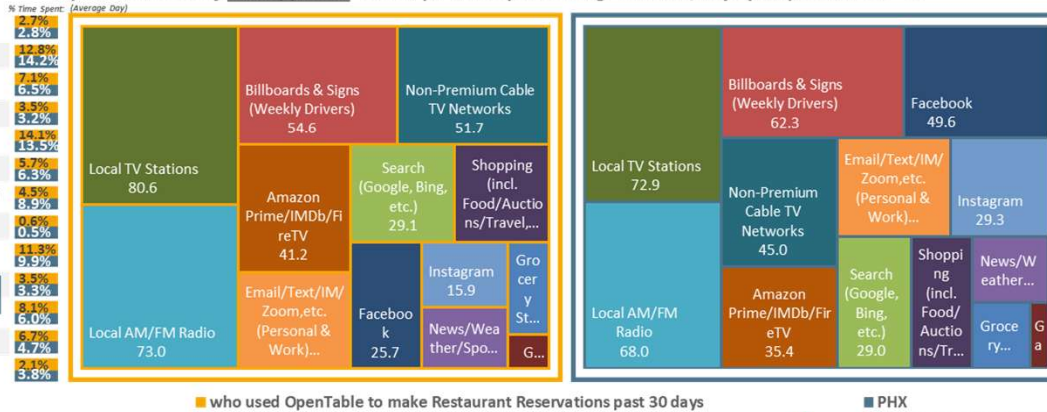 % Time Spent: (Average Day)
2.7%
2.8%
12.8%
14.2%
7.1%
6.5%
3.5%
3.2%
14.1%
13.5%
5.7%
6.3%
4.5%
8.9%
0.6%
0.5%
11.3%
9.9%
3.5%
3.3%
8.1%
6.0%
6.7%
4.7%
2.1%
3.8%
Local TV Stations
80.6
Local AM/FM Radio
73.0
Billboards & Signs
(Weekly Drivers)
54.6
Non-Premium Cable
TV Networks
51.7
Amazon
Prime/IMDb/Fi
reTV
41.2
Search
(Google, Bing,
etc.)
29.1
Shopping
(incl.
Food/Auctio
ns/Travel,...
Email/Text/IM/
Zoom,etc.
(Personal &
Work)...
Faceboo
k
25.7
Instagram
15.9
News/Wea
ther/Spo...
Gro
cer
y
St...
G...
Local TV Stations
72.9
Local AM/FM
Radio
68.0
Billboards & Signs
(Weekly Drivers)
62.3
Facebook
49.6
Non-Premium Cable
TV Networks
45.0
Amazon
Prime/IMDb/Fir
eTV
35.4
Email/Text/IM/
Zoom,etc.
(Personal &
Work)...
Instagram
29.3
Search
(Google,
Bing,
etc.)
29.0
Shoppi
ng
(incl.
Food/
Auctio
ns/Tr...
News/W
eather...
Groce
ry...
G
a
who used OpenTable to make Restaurant Reservations past 30 days
PHX